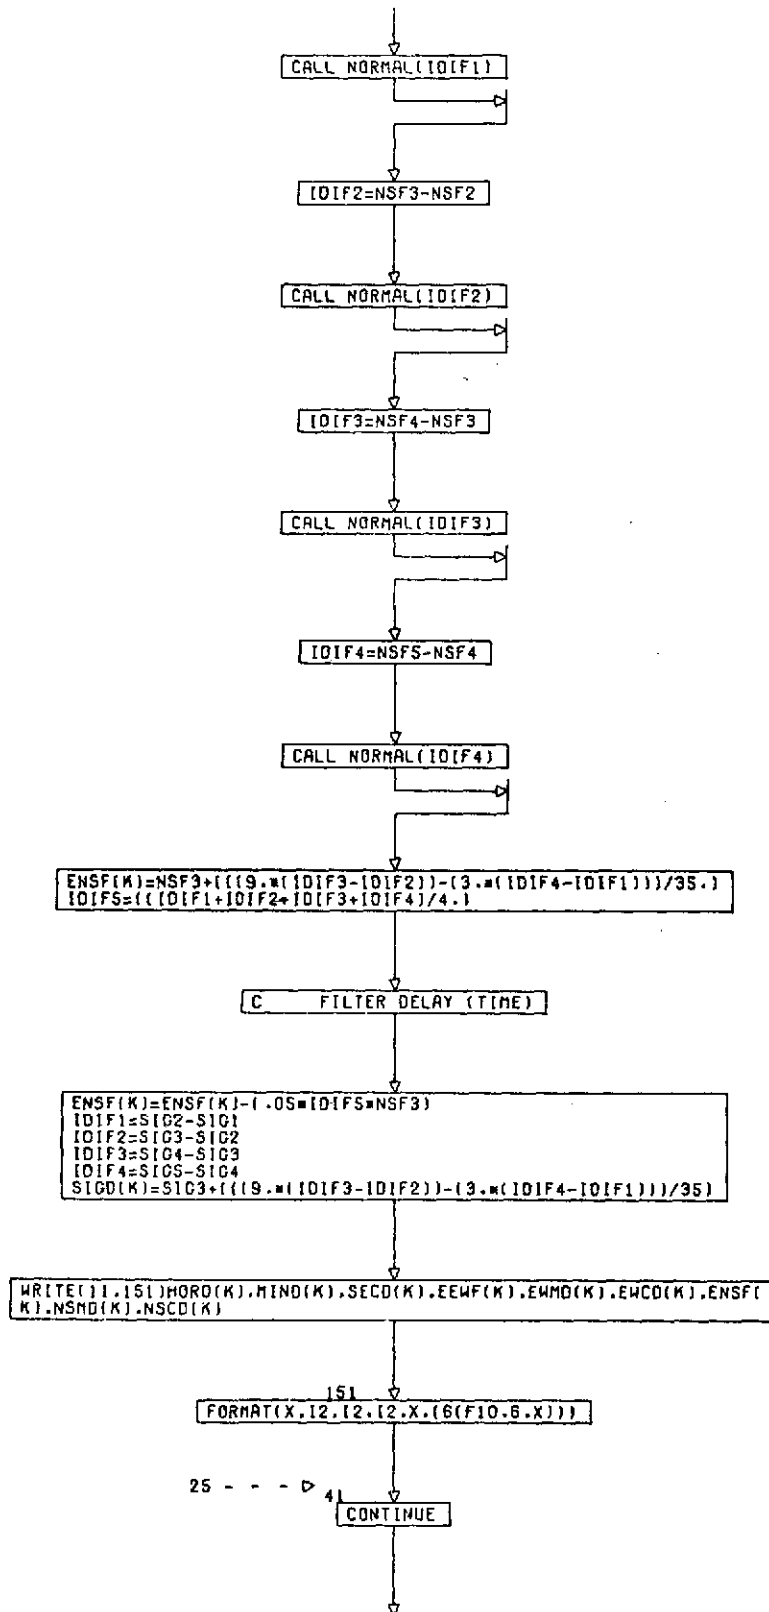 CALL NORMAL(IDIF1)
IDIF2=NSF3-NSF2
CALL NORMAL(IDIF2)
IDIF3=NSF4-NSF3
CALL NORMAL(IDIF3)
IDIF4=NSF5-NSF4
CALL NORMAL(IDIF4)
ENSF(K)=NSF3+(((9.*(IDIF3-IDIF2))-(3.*(IDIF4-IDIF1)))/35.)
IDIFS=((IDIF1+IDIF2+IDIF3+IDIF4)/4.)
C FILTER DELAY (TIME)
ENSF(K)=ENSF(K)-(.05*IDIFS*NSF3)
IDIF1=SIG2-SIG1
IDIF2=SIG3-SIG2
IDIF3=SIG4-SIG3
IDIF4=SIG5-SIG4
SIGD(K)=SIG3+(((9.*(IDIF3-IDIF2))-(3.*(IDIF4-IDIF1)))/35)
WRITE(11,151)HORD(K),MIND(K),SECD(K),EEWF(K),EWMD(K),EWCD(K),ENSF(
K),NSMD(K),NSCD(K)
151
FORMAT(X,I2,I2,I2,X,(6(F10.6,X)))
25 - - -
41
CONTINUE